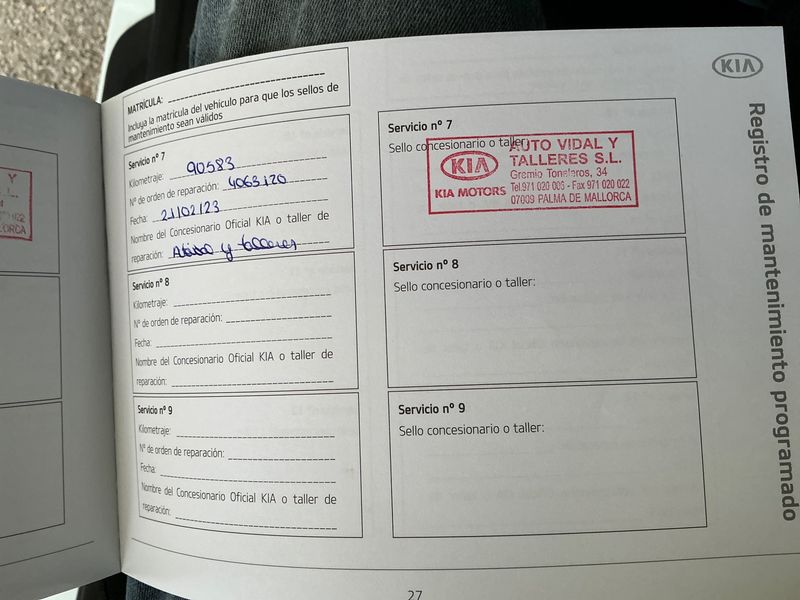 MATRÍCULA:
Incluya la matrícula del vehículo para que los sellos de
mantenimiento sean válidos
Servicio nº 7
Kilometraje: 90583
Nº de orden de reparación: 4063120
Fecha: 21/02/23
Nombre del Concesionario Oficial KIA o taller de
reparación: y talleres
Servicio nº 8
Kilometraje:
Nº de orden de reparación:
Fecha:
Nombre del Concesionario Oficial KIA o taller de
reparación:
Servicio nº 9
Kilometraje:
Nº de orden de reparación:
Fecha:
Nombre del Concesionario Oficial KIA o taller de
reparación:
Servicio nº 7
Sello concesionario o taller:
KIA
KIA MOTORS
AUTO VIDAL Y
TALLERES S.L.
Gremio Toneleros, 34
Tel.971 020 003 - Fax 971 020 022
07009 PALMA DE MALLORCA
Servicio nº 8
Sello concesionario o taller:
Servicio nº 9
Sello concesionario o taller:
KIA
Registro de mantenimiento programado
27